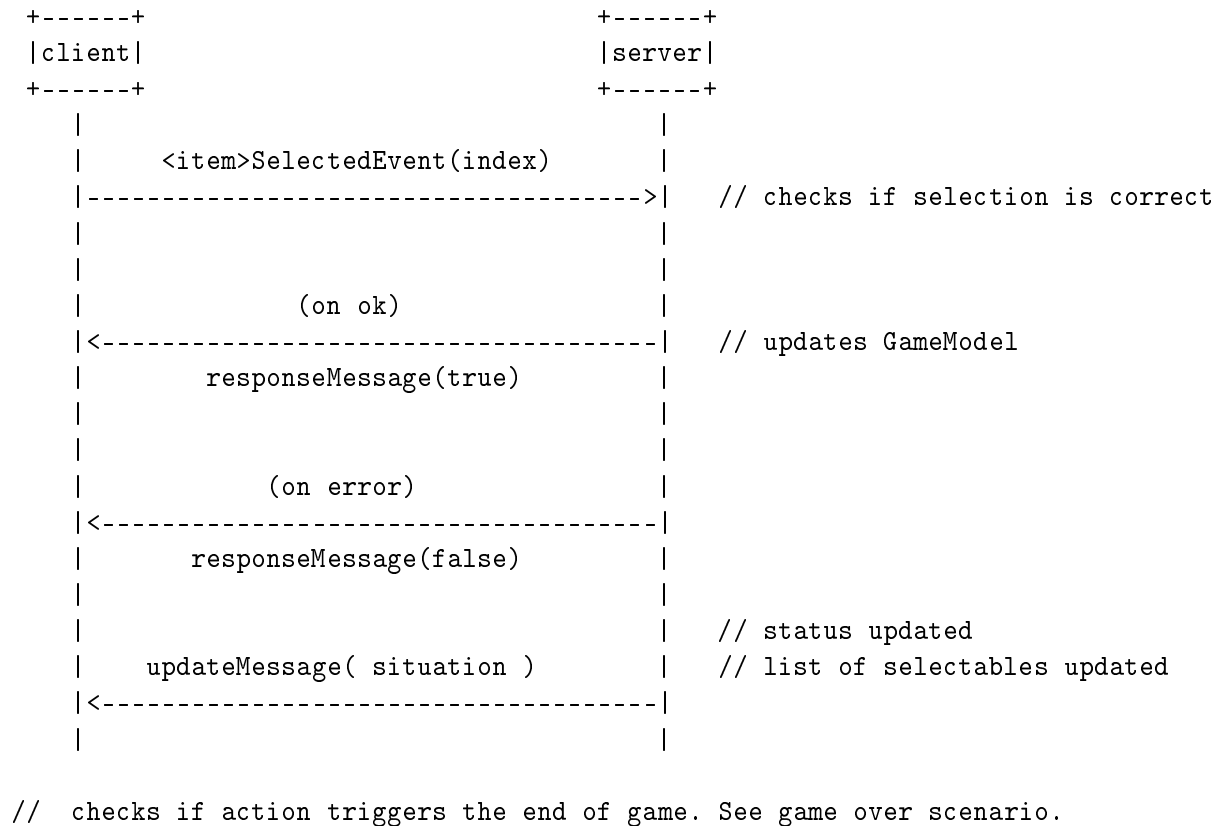 +------+                               +------+
|client|                               |server|
+------+                               +------+
    |                                      |
    |     <item>SelectedEvent(index)       |
    |------------------------------------->|   // checks if selection is correct
    |                                      |
    |                                      |
    |              (on ok)                 |
    |<-------------------------------------|   // updates GameModel
    |        responseMessage(true)         |
    |                                      |
    |                                      |
    |            (on error)                |
    |<-------------------------------------|
    |       responseMessage(false)         |
    |                                      |
    |                                      |   // status updated
    |    updateMessage( situation )        |   // list of selectables updated
    |<-------------------------------------|
    |                                      |
//  checks if action triggers the end of game. See game over scenario.